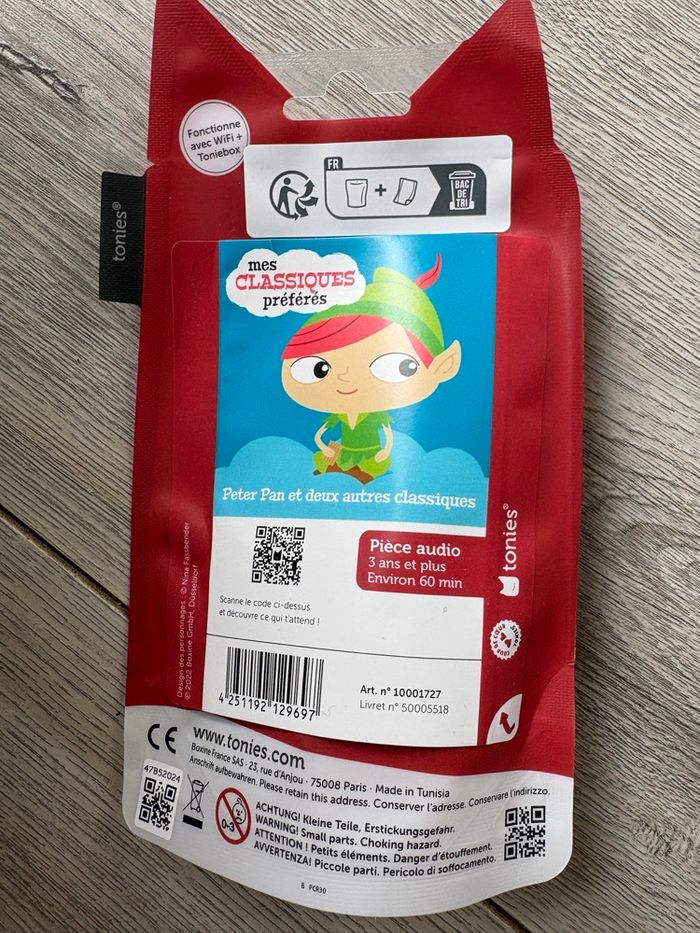 Fonctionne
avec WiFi +
Toniebox
FR
+
BAC
DE
TRI
tonies®
mes
CLASSIQUES
préférés
Peter Pan et deux autres classiques
Pièce audio
3 ans et plus
Environ 60 min
Scanne le code ci-dessus
et découvre ce qui t'attend !
tonies®
COUP DE CŒUR
TONIES
Design des personnages : © Nina Fassbender
© 2022 Boxine GmbH, Düsseldorf
4 251192 129697
Art. n° 10001727
Livret n° 50005518
CE
www.tonies.com
Boxine France SAS · 23, rue d'Anjou · 75008 Paris · Made in Tunisia
Anschrift aufbewahren. Please retain this address. Conserver l'adresse. Conservare l'indirizzo.
47B52024
0-3
ACHTUNG! Kleine Teile, Erstickungsgefahr.
WARNING! Small parts. Choking hazard.
ATTENTION ! Petits éléments. Danger d'étouffement.
AVVERTENZA! Piccole parti. Pericolo di soffocamento.
B PCR30